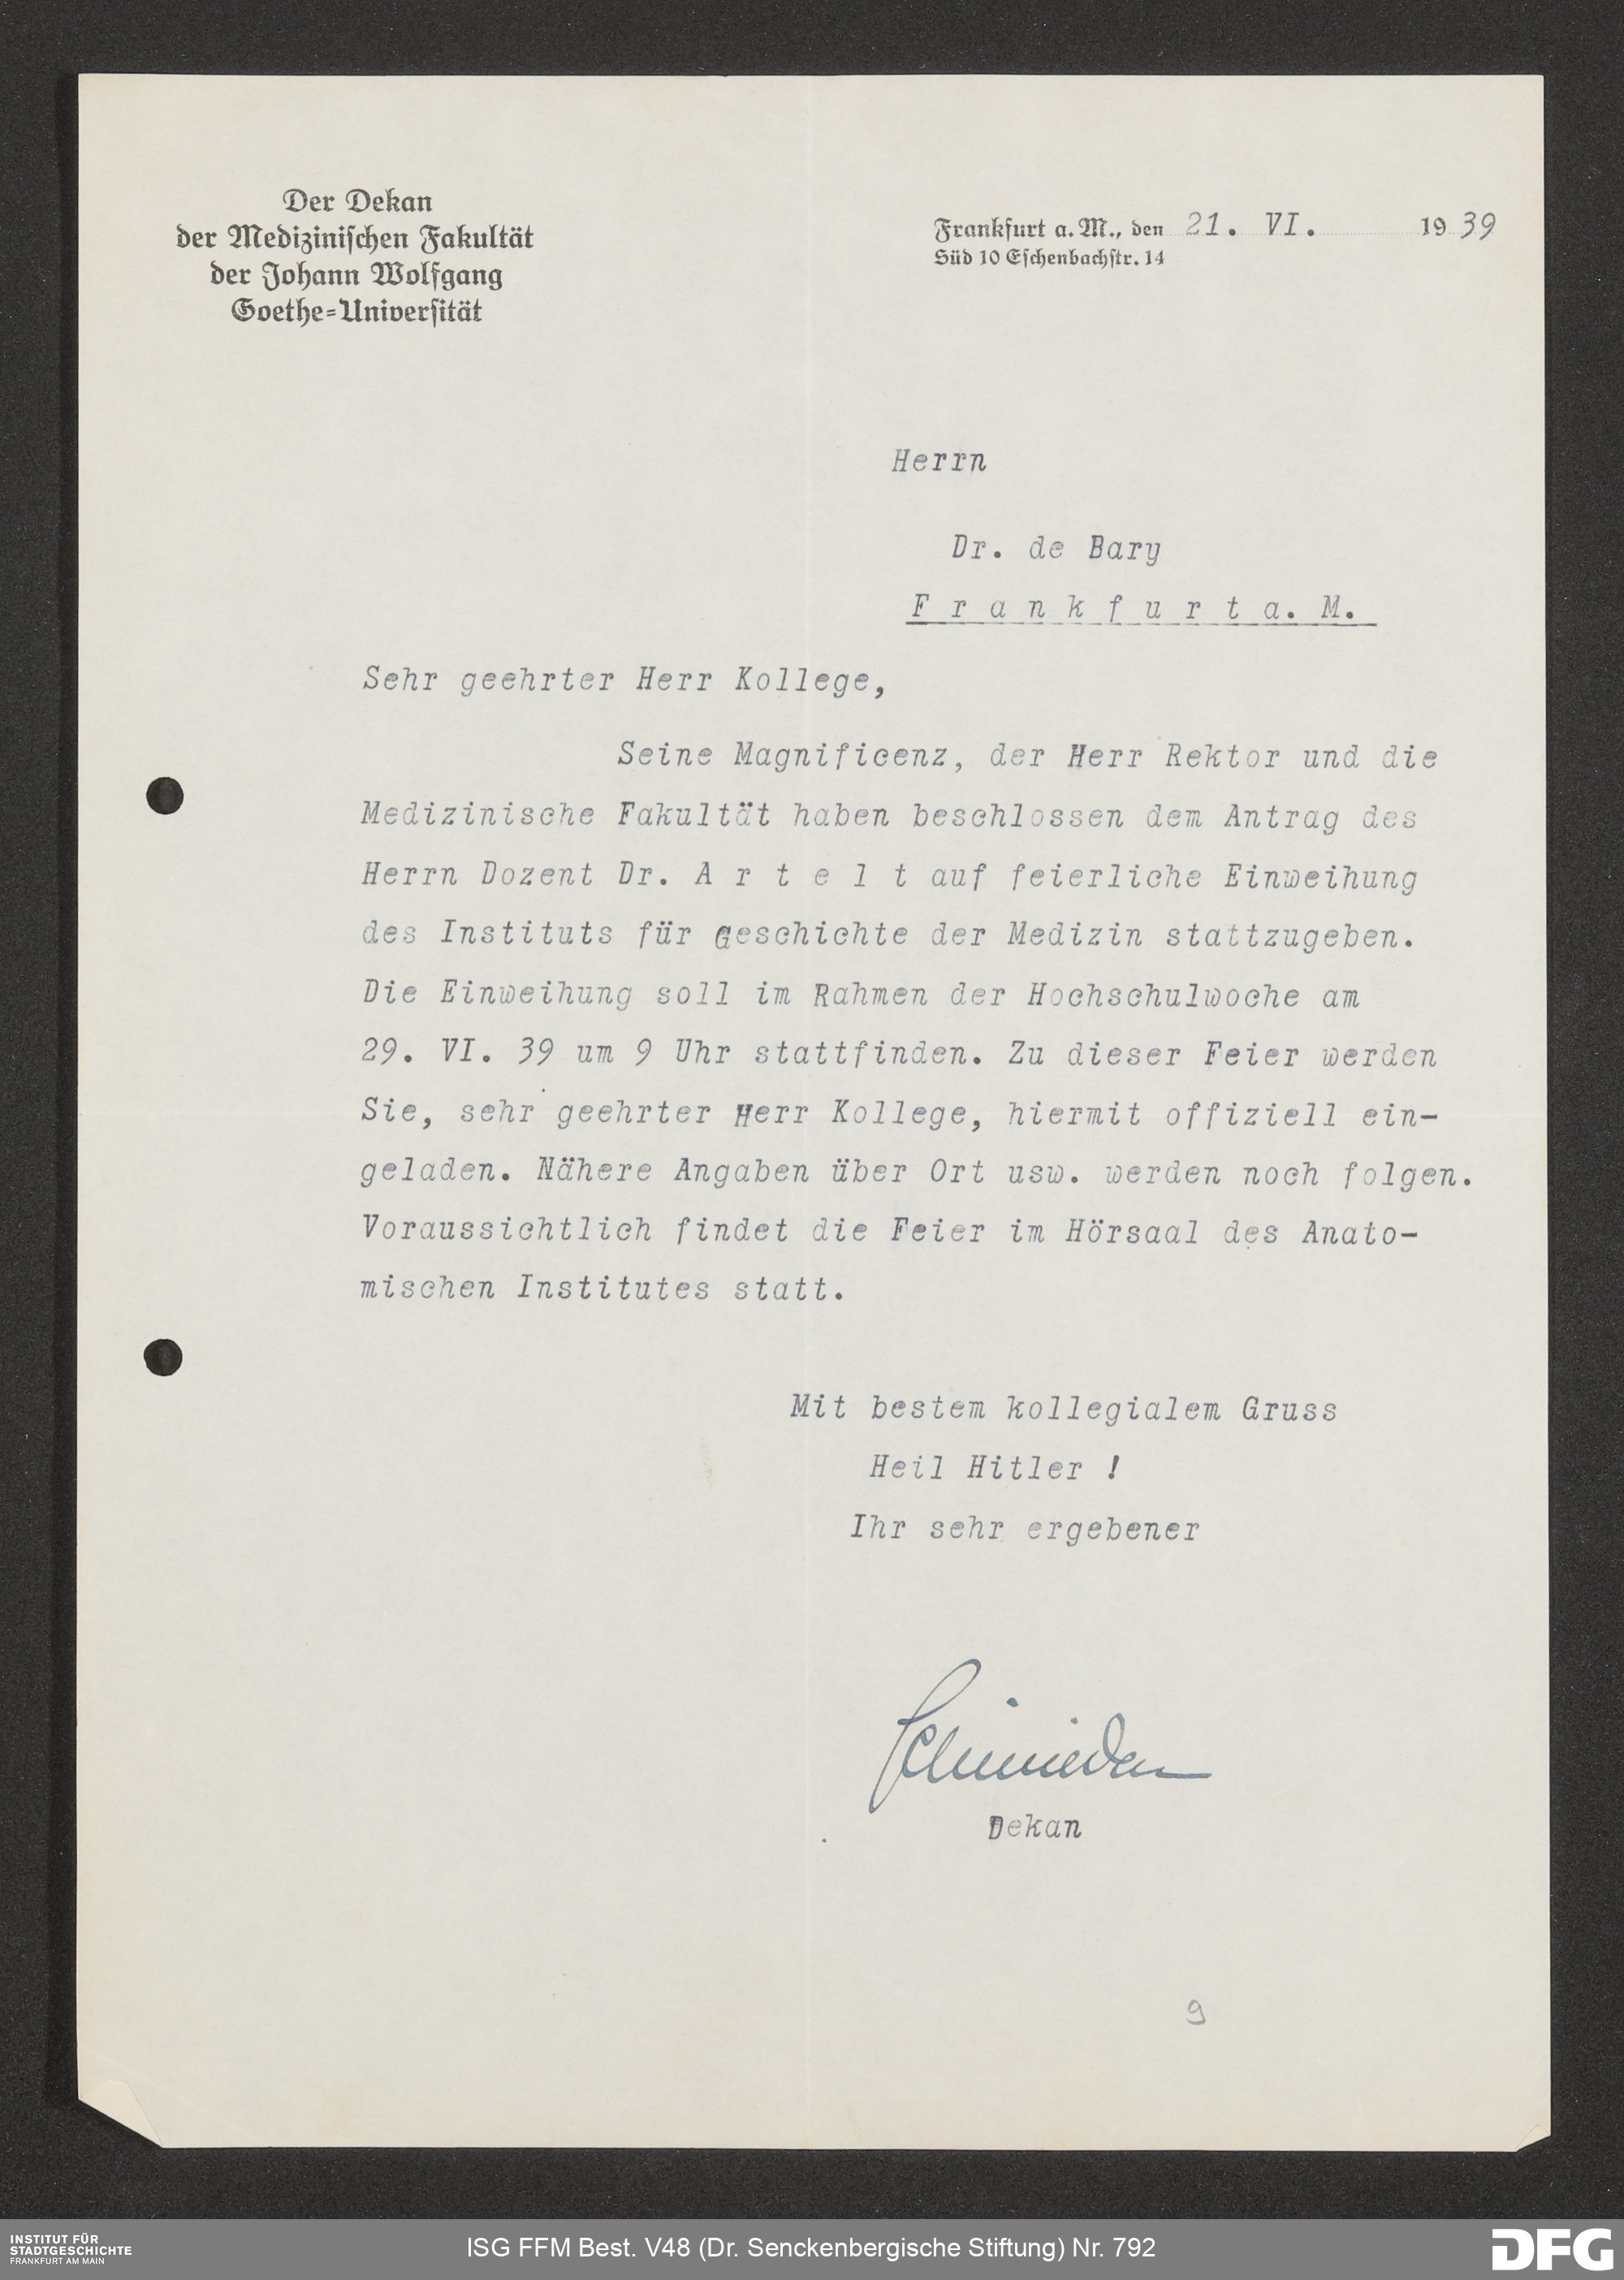 Der Dekan
der Medizinischen Fakultät
der Johann Wolfgang
Goethe-Universität
Frankfurt a. M., den 21. VI. 1939
Süd 10 Eschenbachstr. 14
Herrn
Dr. de Bary
F r a n k f u r t a. M.
Sehr geehrter Herr Kollege,
Seine Magnificenz, der Herr Rektor und die
Medizinische Fakultät haben beschlossen dem Antrag des
Herrn Dozent Dr. A r t e l t auf feierliche Einweihung
des Instituts für Geschichte der Medizin stattzugeben.
Die Einweihung soll im Rahmen der Hochschulwoche am
29. VI. 39 um 9 Uhr stattfinden. Zu dieser Feier werden
Sie, sehr geehrter Herr Kollege, hiermit offiziell ein-
geladen. Nähere Angaben über Ort usw. werden noch folgen.
Voraussichtlich findet die Feier im Hörsaal des Anato-
mischen Institutes statt.
Mit bestem kollegialem Gruss
Heil Hitler !
Ihr sehr ergebener
Schmieden
Dekan
9
INSTITUT FÜR
STADTGESCHICHTE
FRANKFURT AM MAIN
ISG FFM Best. V48 (Dr. Senckenbergische Stiftung) Nr. 792
DFG